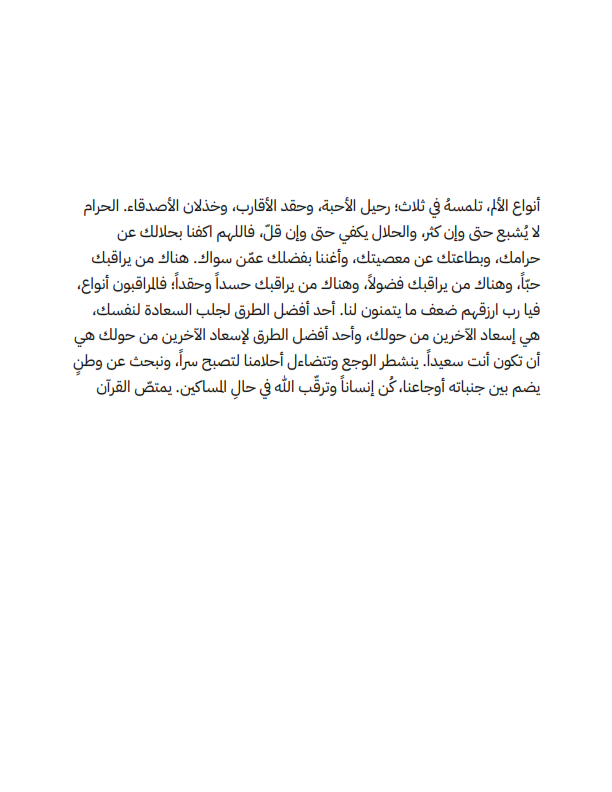 أنواع الألم، تلمسهُ في ثلاث؛ رحيل الأحبة، وحقد الأقارب، وخذلان الأصدقاء. الحرام
لا يُشبع حتى وإن كثر، والحلال يكفي حتى وإن قلّ، فاللهم اكفنا بحلالك عن
حرامك، وبطاعتك عن معصيتك، وأغننا بفضلك عمّن سواك. هناك من يراقبك
حبّاً، وهناك من يراقبك فضولاً، وهناك من يراقبك حسداً وحقداً؛ فالمراقبون أنواع،
فيا رب ارزقهم ضعف ما يتمنون لنا. أحد أفضل الطرق لجلب السعادة لنفسك،
هي إسعاد الآخرين من حولك، وأحد أفضل الطرق لإسعاد الآخرين من حولك هي
أن تكون أنت سعيداً. ينشطر الوجع وتتضاءل أحلامنا لتصبح سراً، ونبحث عن وطنٍ
يضم بين جنباته أوجاعنا، كُن إنساناً وترقّب الله في حالِ المساكين. يمتصّ القرآن